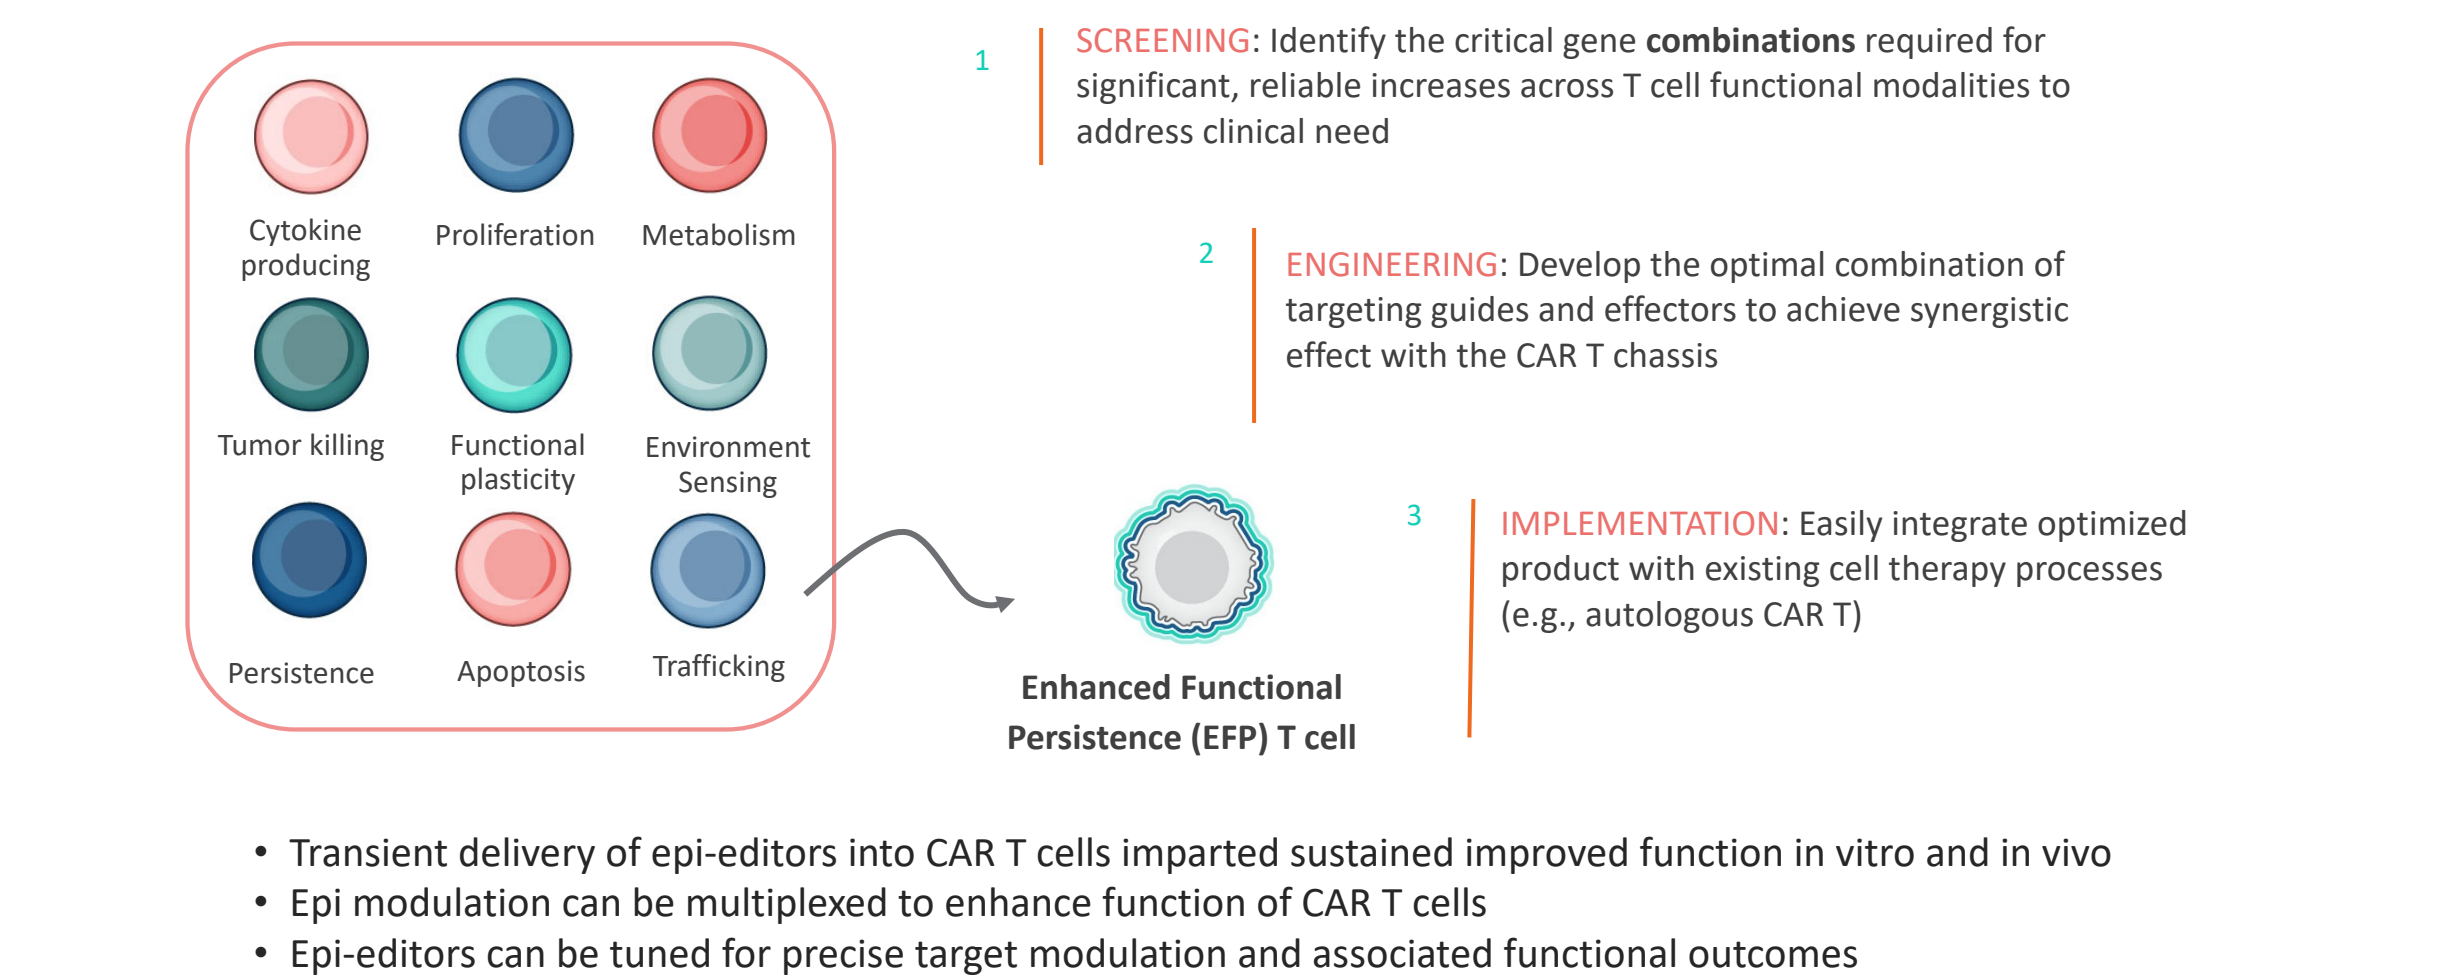 Cytokine
producing
Proliferation
Metabolism
Tumor killing
Functional
plasticity
Environment
Sensing
Persistence
Apoptosis
Trafficking
Enhanced Functional
Persistence (EFP) T cell
1
SCREENING: Identify the critical gene combinations required for
significant, reliable increases across T cell functional modalities to
address clinical need
2
ENGINEERING: Develop the optimal combination of
targeting guides and effectors to achieve synergistic
effect with the CAR T chassis
3
IMPLEMENTATION: Easily integrate optimized
product with existing cell therapy processes
(e.g., autologous CAR T)
• Transient delivery of epi-editors into CAR T cells imparted sustained improved function in vitro and in vivo
• Epi modulation can be multiplexed to enhance function of CAR T cells
• Epi-editors can be tuned for precise target modulation and associated functional outcomes